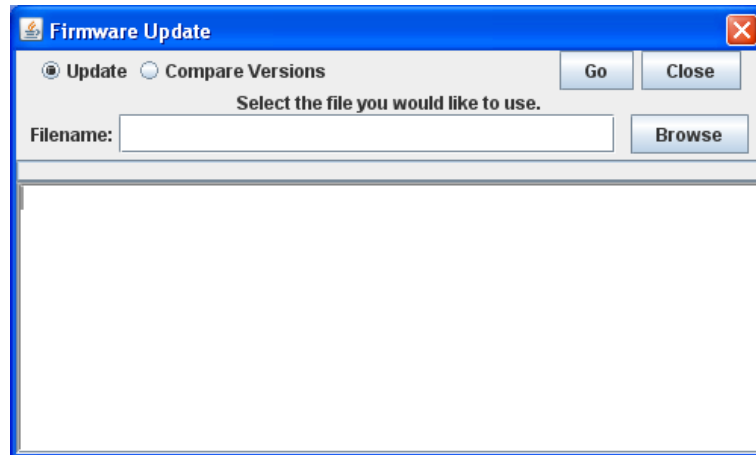 Firmware Update
Update Compare Versions Go Close
Select the file you would like to use.
Filename: Browse